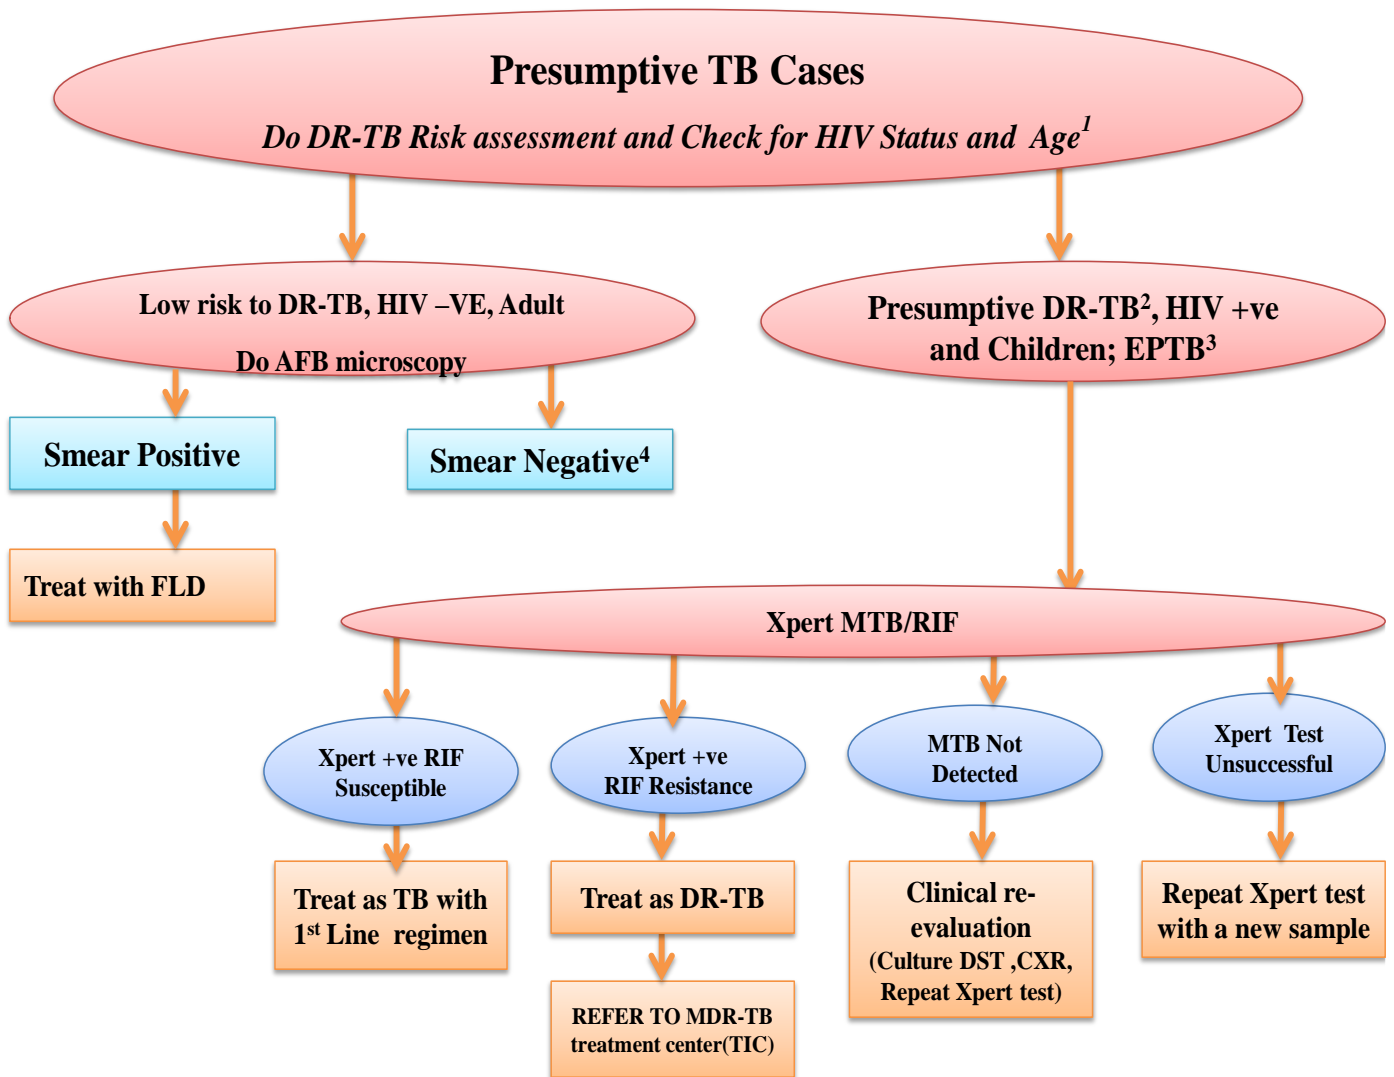 Presumptive TB Cases
Do DR-TB Risk assessment and Check for HIV Status and Age¹
Low risk to DR-TB, HIV –VE, Adult
Do AFB microscopy
Presumptive DR-TB², HIV +ve
and Children; EPTB³
Smear Positive
Smear Negative⁴
Treat with FLD
Xpert MTB/RIF
Xpert +ve RIF
Susceptible
Xpert +ve
RIF Resistance
MTB Not
Detected
Xpert Test
Unsuccessful
Treat as TB with
1st Line regimen
Treat as DR-TB
REFER TO MDR-TB
treatment center(TIC)
Clinical re-
evaluation
(Culture DST ,CXR,
Repeat Xpert test)
Repeat Xpert test
with a new sample